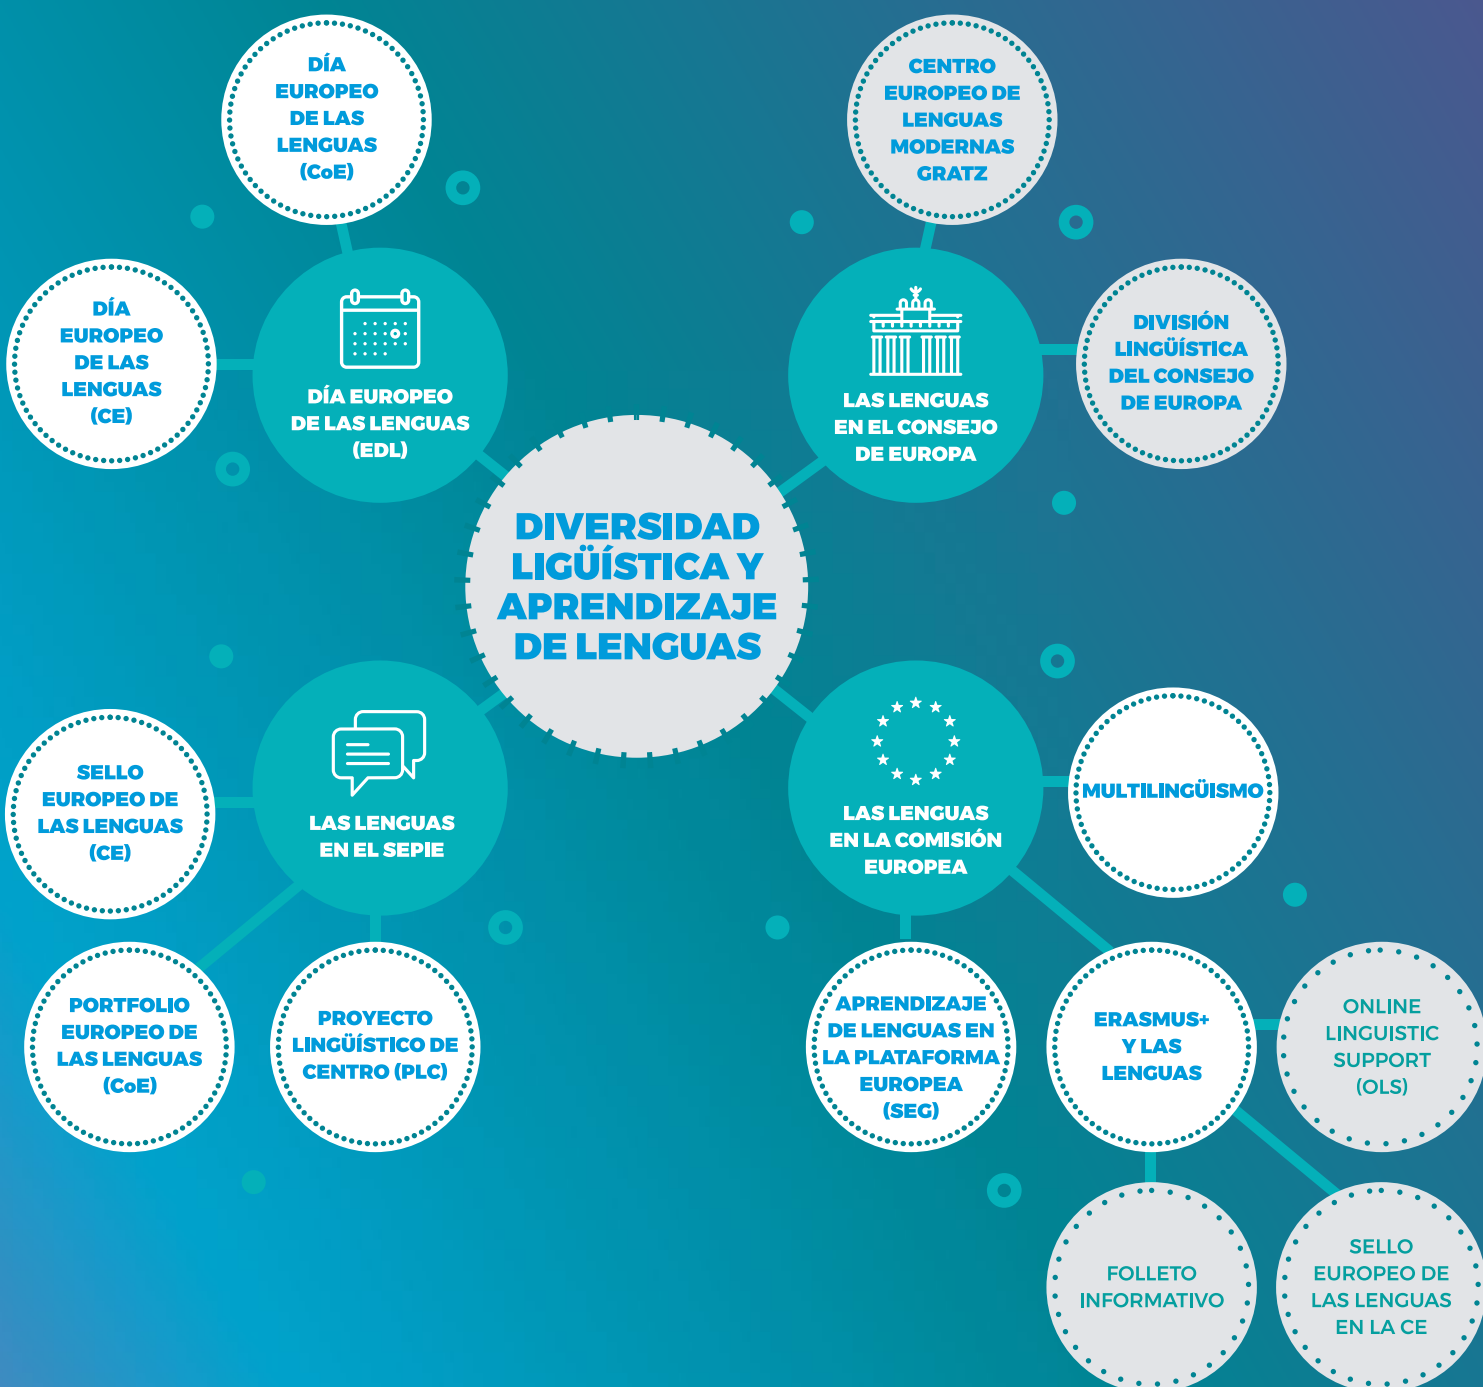 DÍA
EUROPEO
DE LAS
LENGUAS
(CoE)
DÍA
EUROPEO
DE LAS
LENGUAS
(CE)
DÍA EUROPEO
DE LAS LENGUAS
(EDL)
CENTRO
EUROPEO DE
LENGUAS
MODERNAS
GRATZ
DIVISIÓN
LINGÜÍSTICA
DEL CONSEJO
DE EUROPA
LAS LENGUAS
EN EL CONSEJO
DE EUROPA
DIVERSIDAD
LIGÜÍSTICA Y
APRENDIZAJE
DE LENGUAS
LAS LENGUAS
EN EL SEPIE
SELLO
EUROPEO DE
LAS LENGUAS
(CE)
PORTFOLIO
EUROPEO DE
LAS LENGUAS
(CoE)
PROYECTO
LINGÜÍSTICO DE
CENTRO (PLC)
LAS LENGUAS
EN LA COMISIÓN
EUROPEA
MULTILINGÜISMO
APRENDIZAJE
DE LENGUAS EN
LA PLATAFORMA
EUROPEA
(SEG)
ERASMUS+
Y LAS
LENGUAS
ONLINE
LINGUISTIC
SUPPORT
(OLS)
FOLLETO
INFORMATIVO
SELLO
EUROPEO DE
LAS LENGUAS
EN LA CE